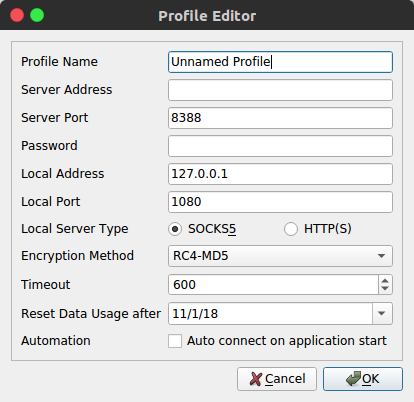 Profile Editor
Profile Name Unnamed Profile
Server Address
Server Port 8388
Password
Local Address 127.0.0.1
Local Port 1080
Local Server Type SOCKS5 HTTP(S)
Encryption Method RC4-MD5
Timeout 600
Reset Data Usage after 11/1/18
Automation Auto connect on application start
Cancel OK